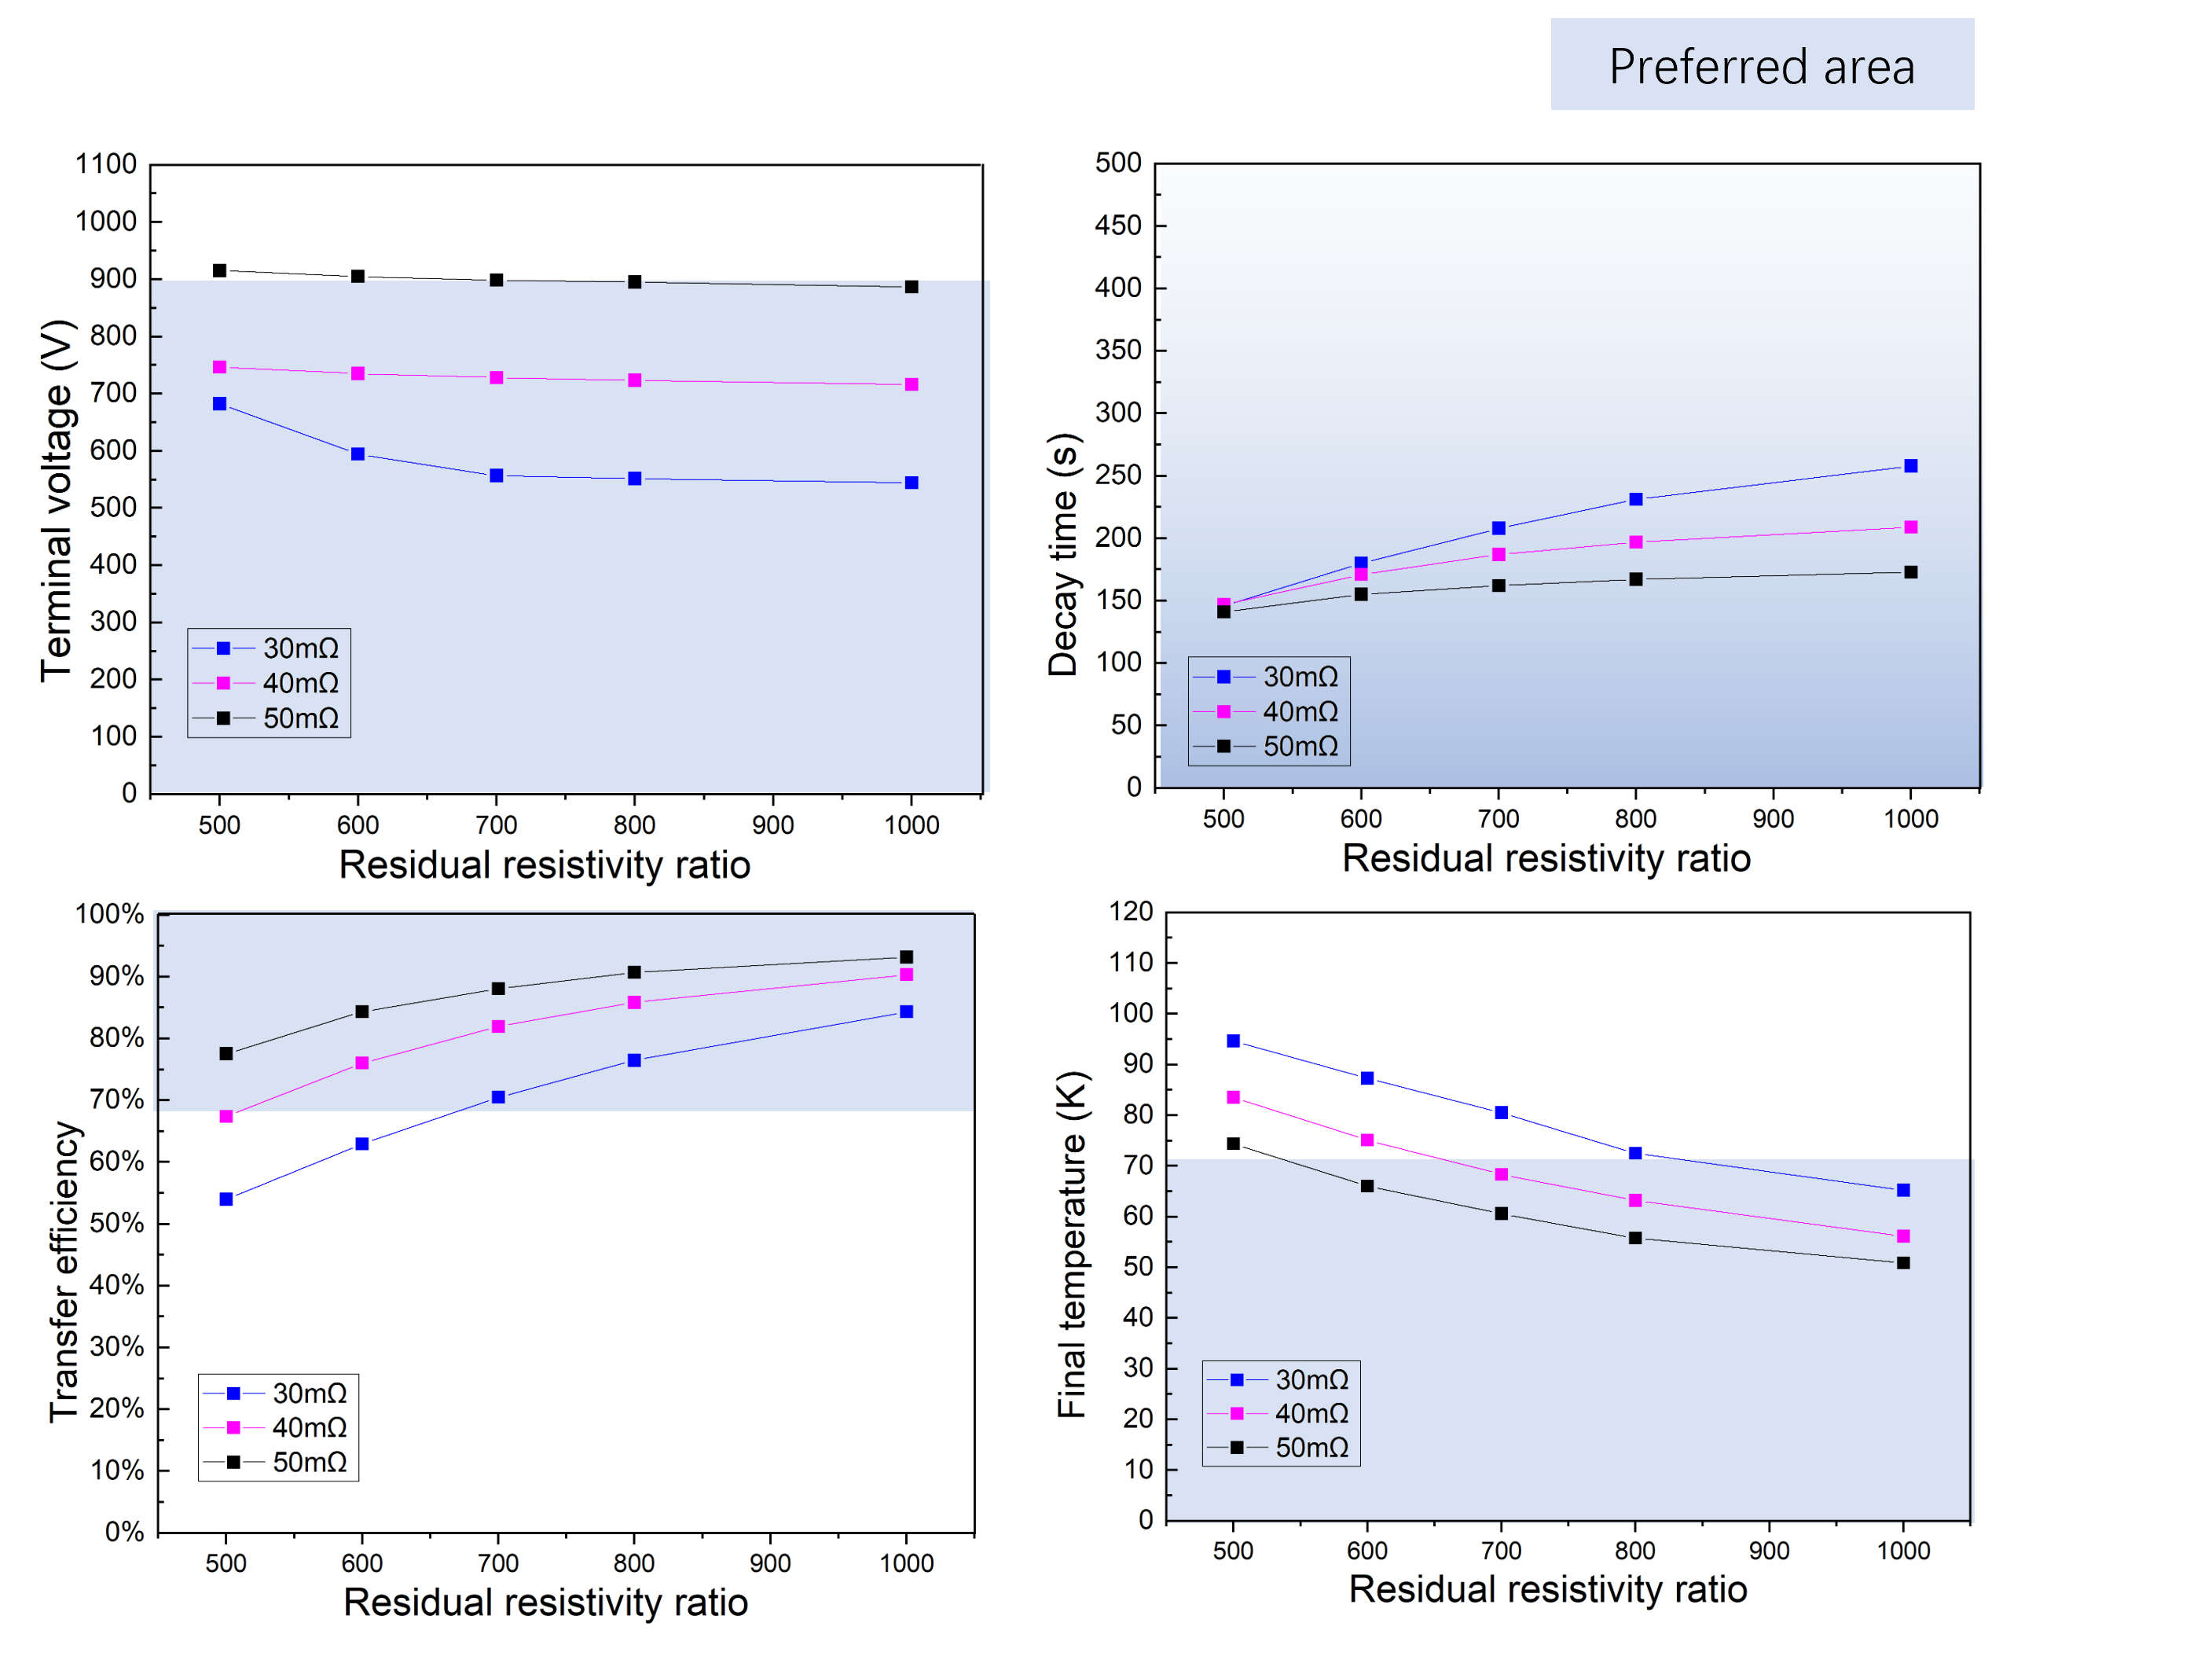 Preferred area
1100
1000
900
800
700
600
500
400
300
200
100
0
Terminal voltage (V)
30mΩ
40mΩ
50mΩ
500 600 700 800 900 1000
Residual resistivity ratio
500
450
400
350
300
250
200
150
100
50
0
Decay time (s)
30mΩ
40mΩ
50mΩ
500 600 700 800 900 1000
Residual resistivity ratio
100%
90%
80%
70%
60%
50%
40%
30%
20%
10%
0%
Transfer efficiency
30mΩ
40mΩ
50mΩ
500 600 700 800 900 1000
Residual resistivity ratio
120
110
100
90
80
70
60
50
40
30
20
10
0
Final temperature (K)
30mΩ
40mΩ
50mΩ
500 600 700 800 900 1000
Residual resistivity ratio